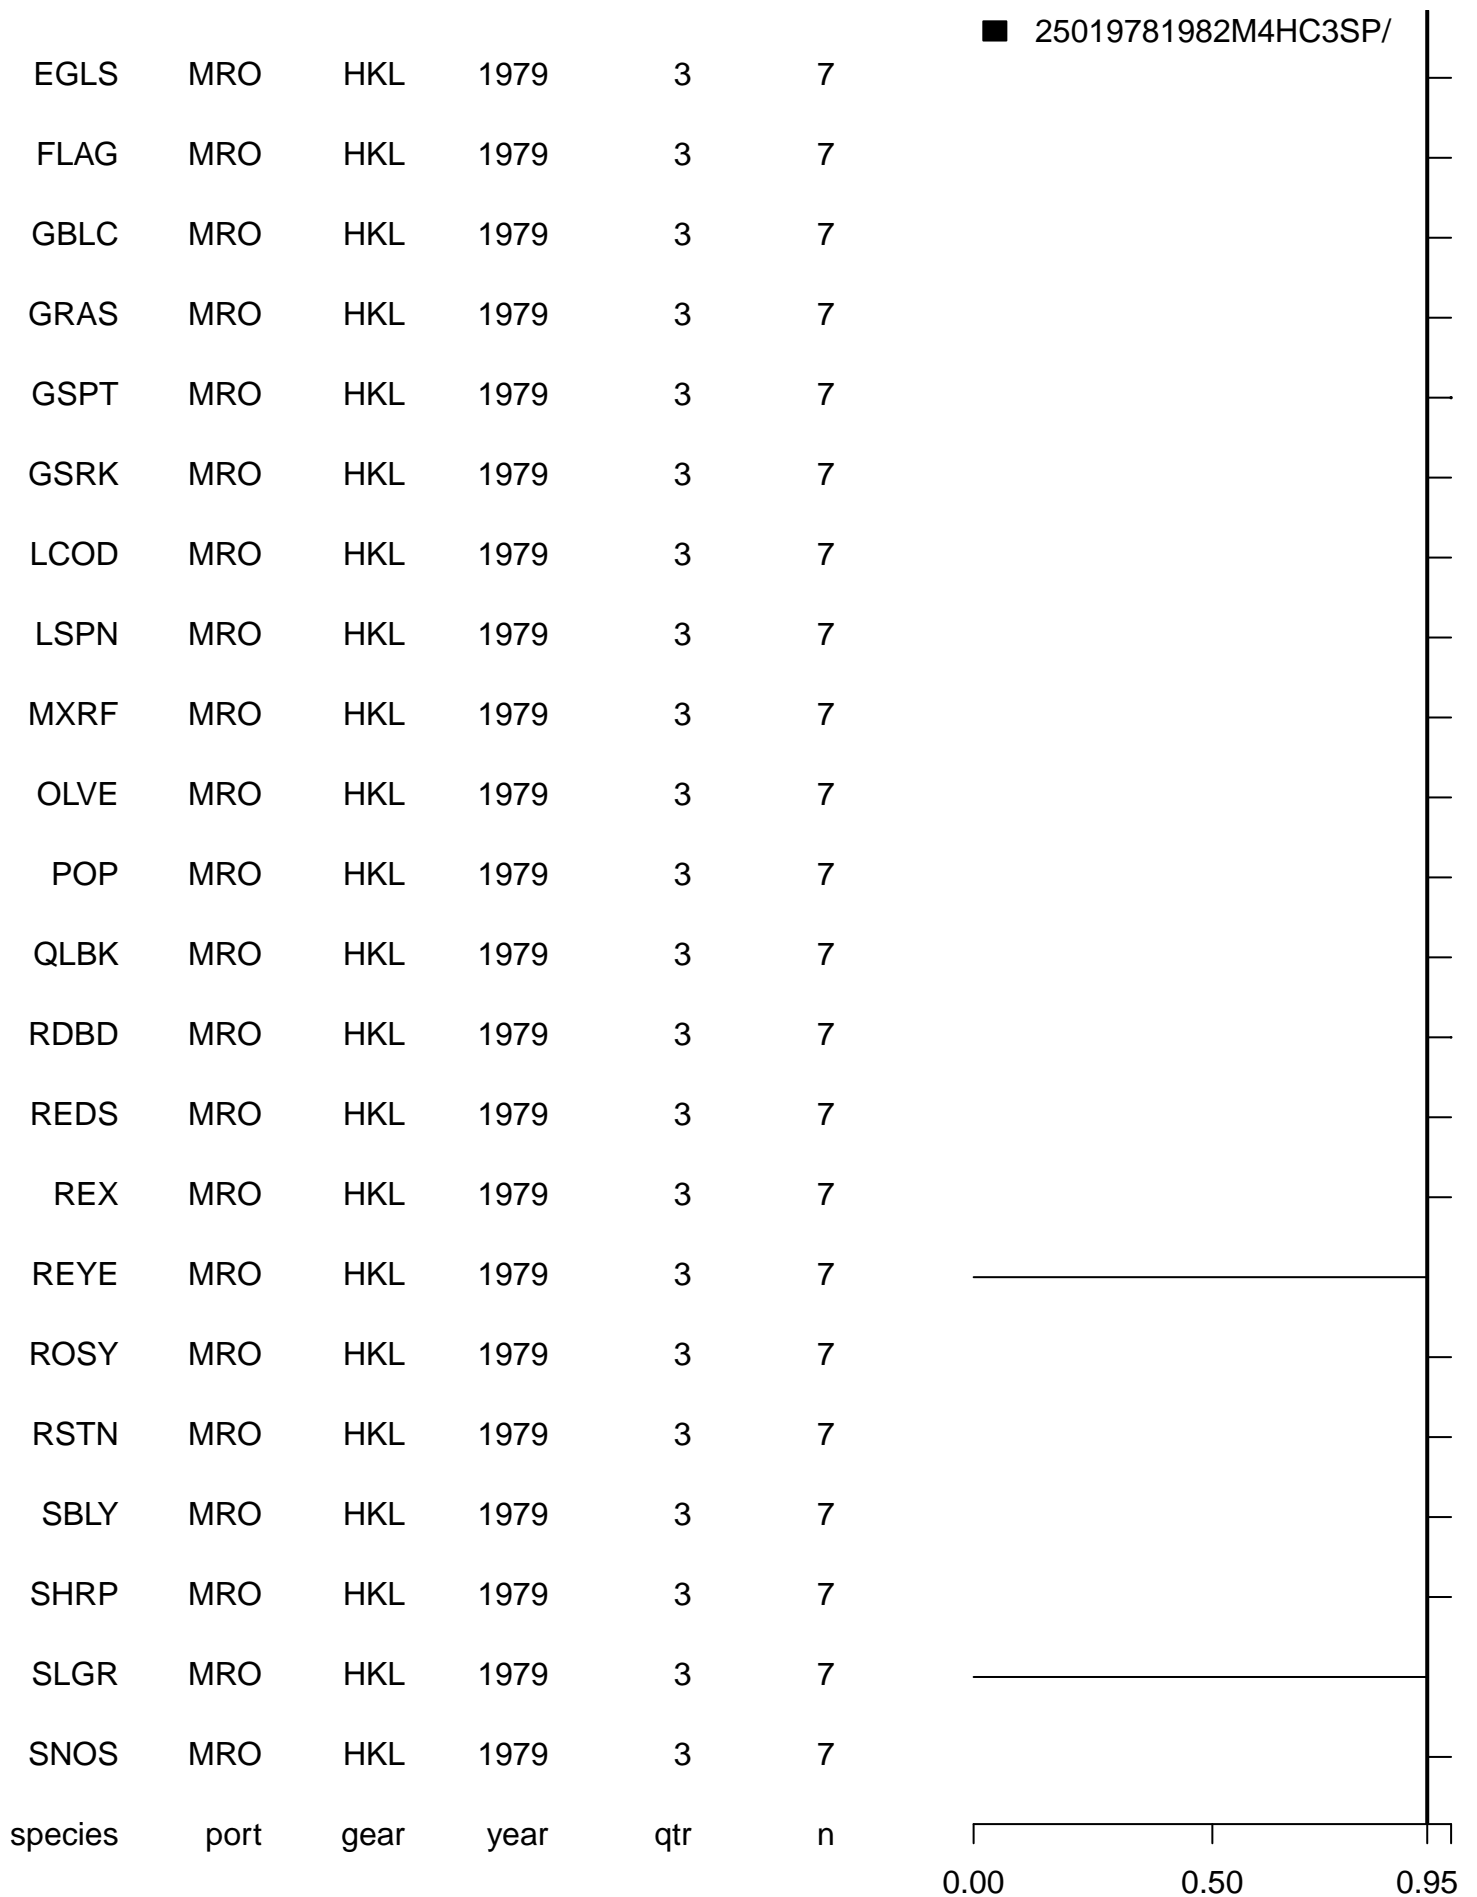 25019781982M4HC3SP/
EGLS MRO HKL 1979 3 7
FLAG MRO HKL 1979 3 7
GBLC MRO HKL 1979 3 7
GRAS MRO HKL 1979 3 7
GSPT MRO HKL 1979 3 7
GSRK MRO HKL 1979 3 7
LCOD MRO HKL 1979 3 7
LSPN MRO HKL 1979 3 7
MXRF MRO HKL 1979 3 7
OLVE MRO HKL 1979 3 7
POP MRO HKL 1979 3 7
QLBK MRO HKL 1979 3 7
RDBD MRO HKL 1979 3 7
REDS MRO HKL 1979 3 7
REX MRO HKL 1979 3 7
REYE MRO HKL 1979 3 7
ROSY MRO HKL 1979 3 7
RSTN MRO HKL 1979 3 7
SBLY MRO HKL 1979 3 7
SHRP MRO HKL 1979 3 7
SLGR MRO HKL 1979 3 7
SNOS MRO HKL 1979 3 7
species port gear year qtr n
0.00 0.50 0.95